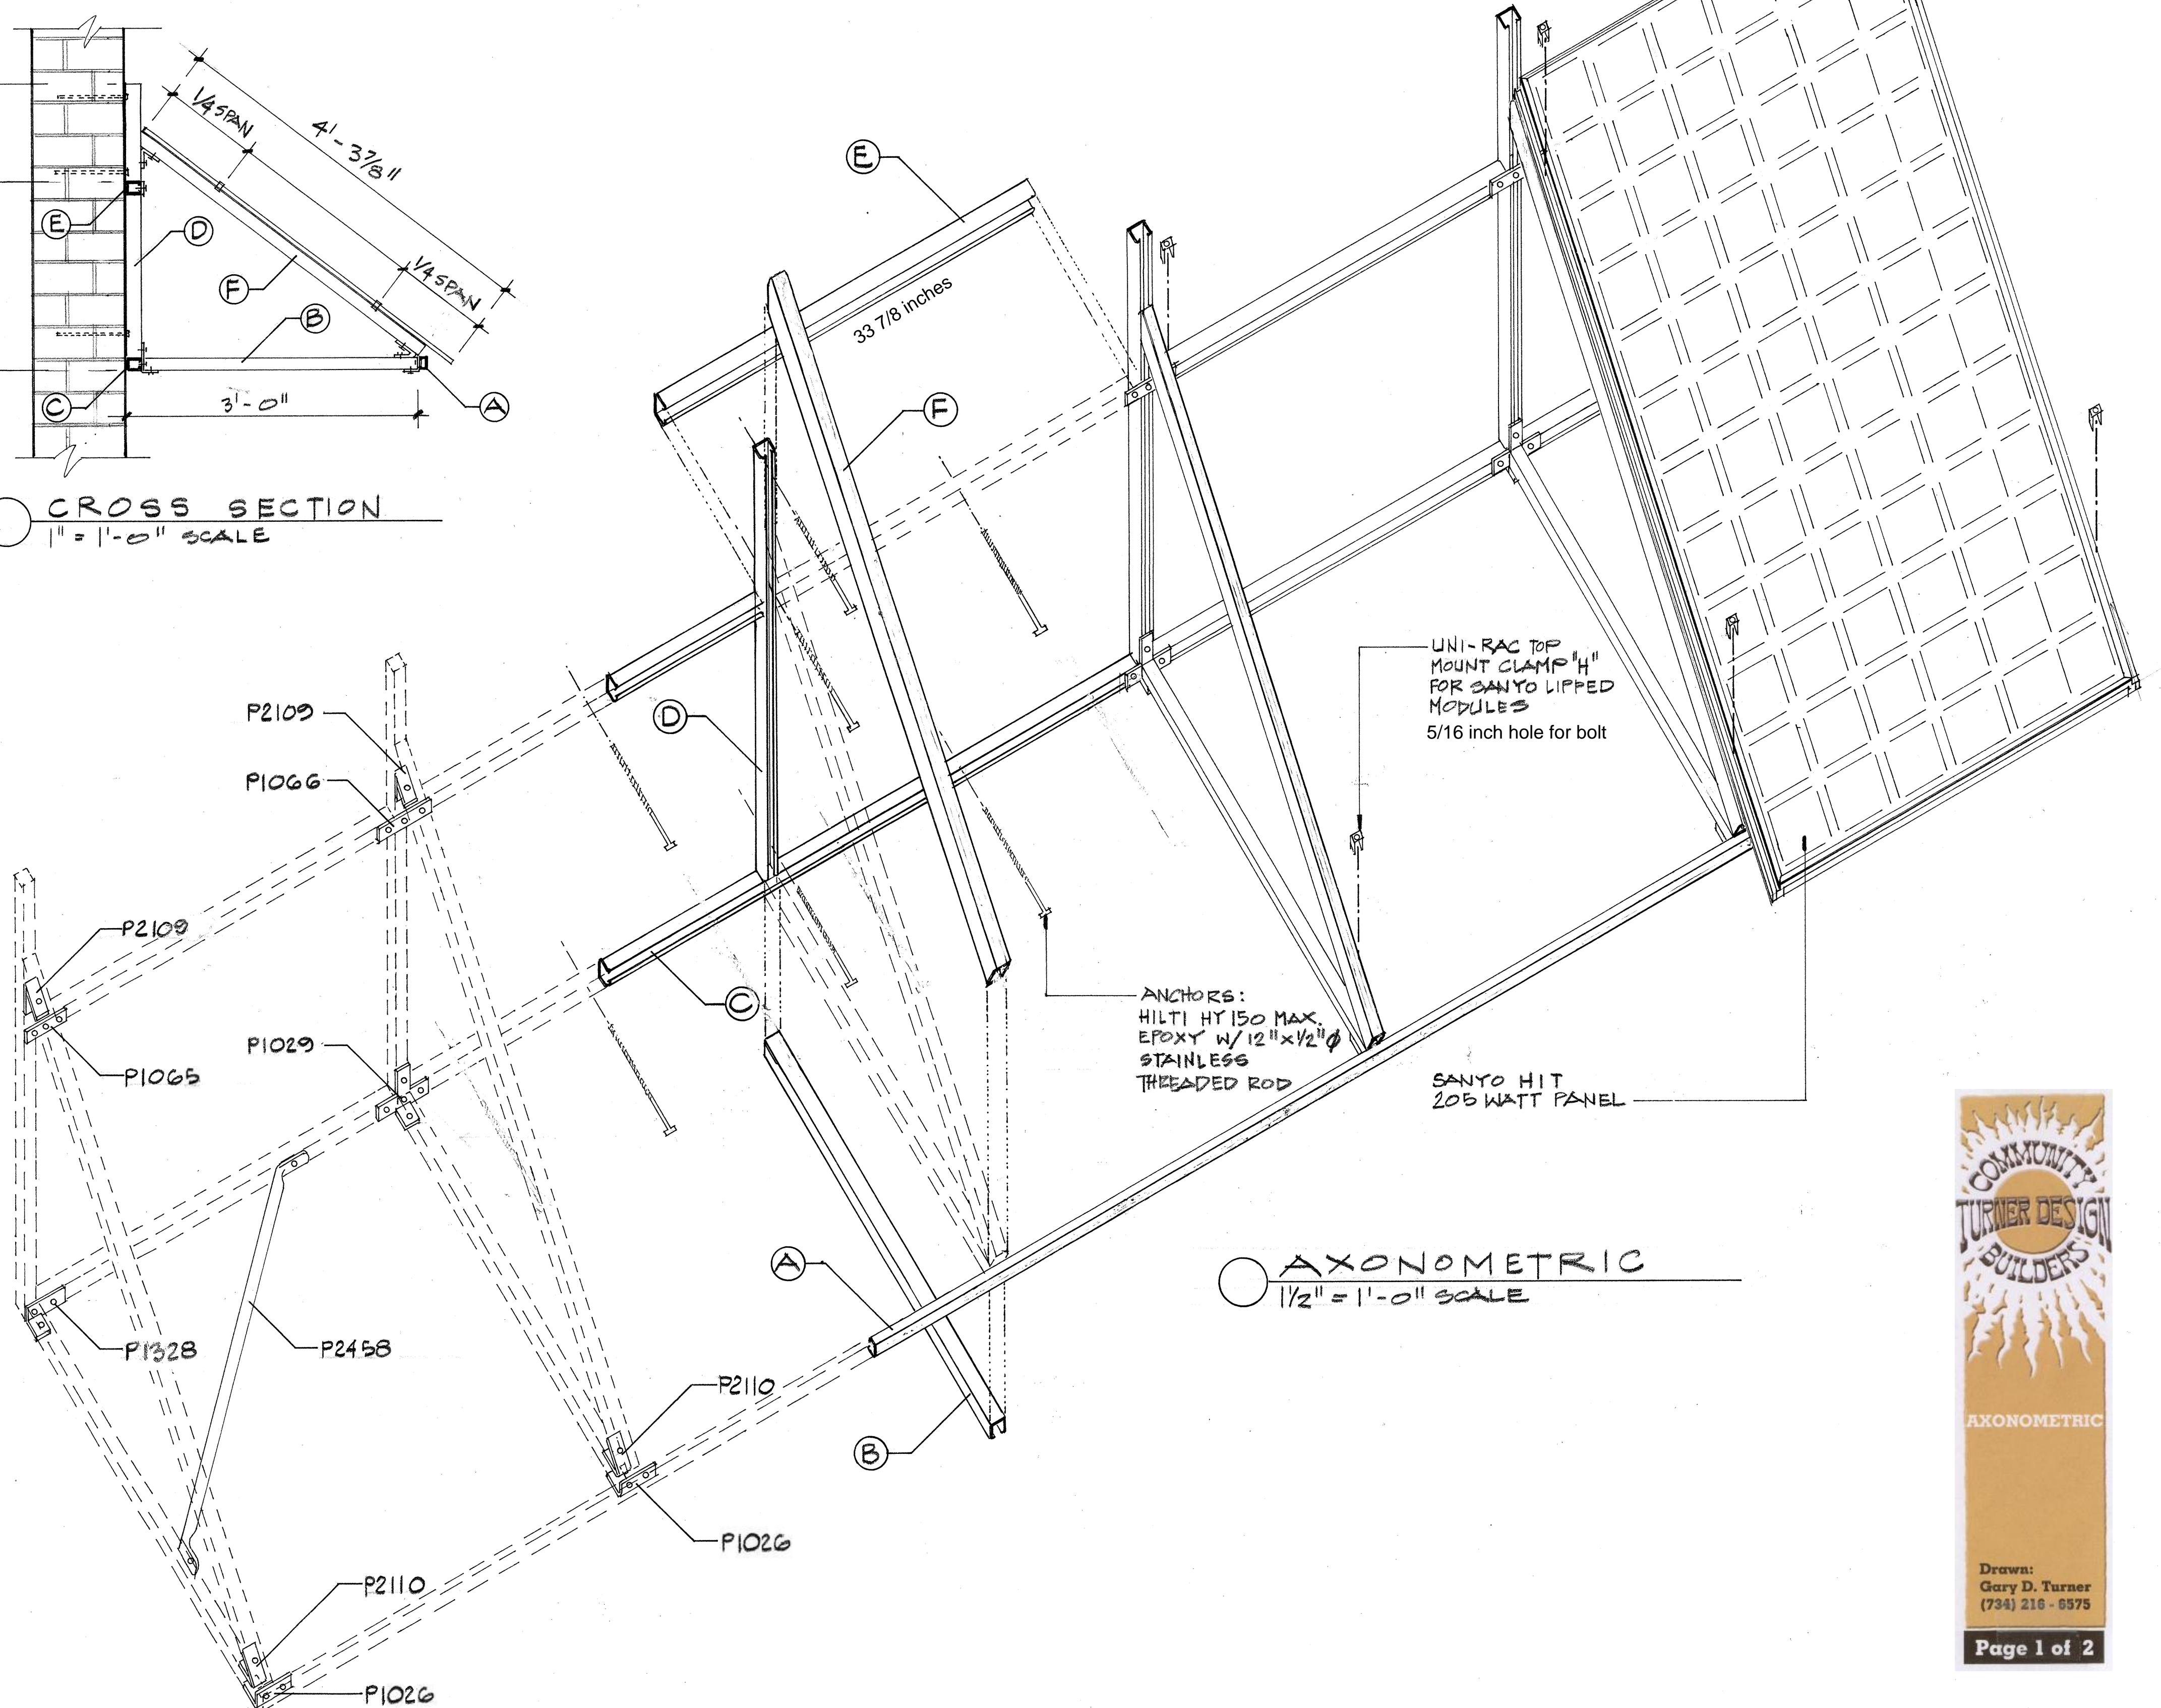 1/4 SPAN
4'-3 7/8"
1/4 SPAN
E
D
F
B
C
3'-0"
A
CROSS SECTION
1" = 1'-0" SCALE
E
33 7/8 inches
F
D
C
UNI-RAC TOP
MOUNT CLAMP "H"
FOR SANYO LIPPED
MODULES
5/16 inch hole for bolt
P2109
P1066
P2109
P1065
P1029
ANCHORS:
HILTI HY 150 MAX.
EPOXY W/ 12" x 1/2" Ø
STAINLESS
THREADED ROD
SANYO HIT
205 WATT PANEL
A
AXONOMETRIC
1 1/2" = 1'-0" SCALE
P1328
P2458
P2110
B
P1026
P2110
P1026
COMMUNITY
TURNER DESIGN
BUILDERS
AXONOMETRIC
Drawn:
Gary D. Turner
(734) 216 - 6575
Page 1 of 2